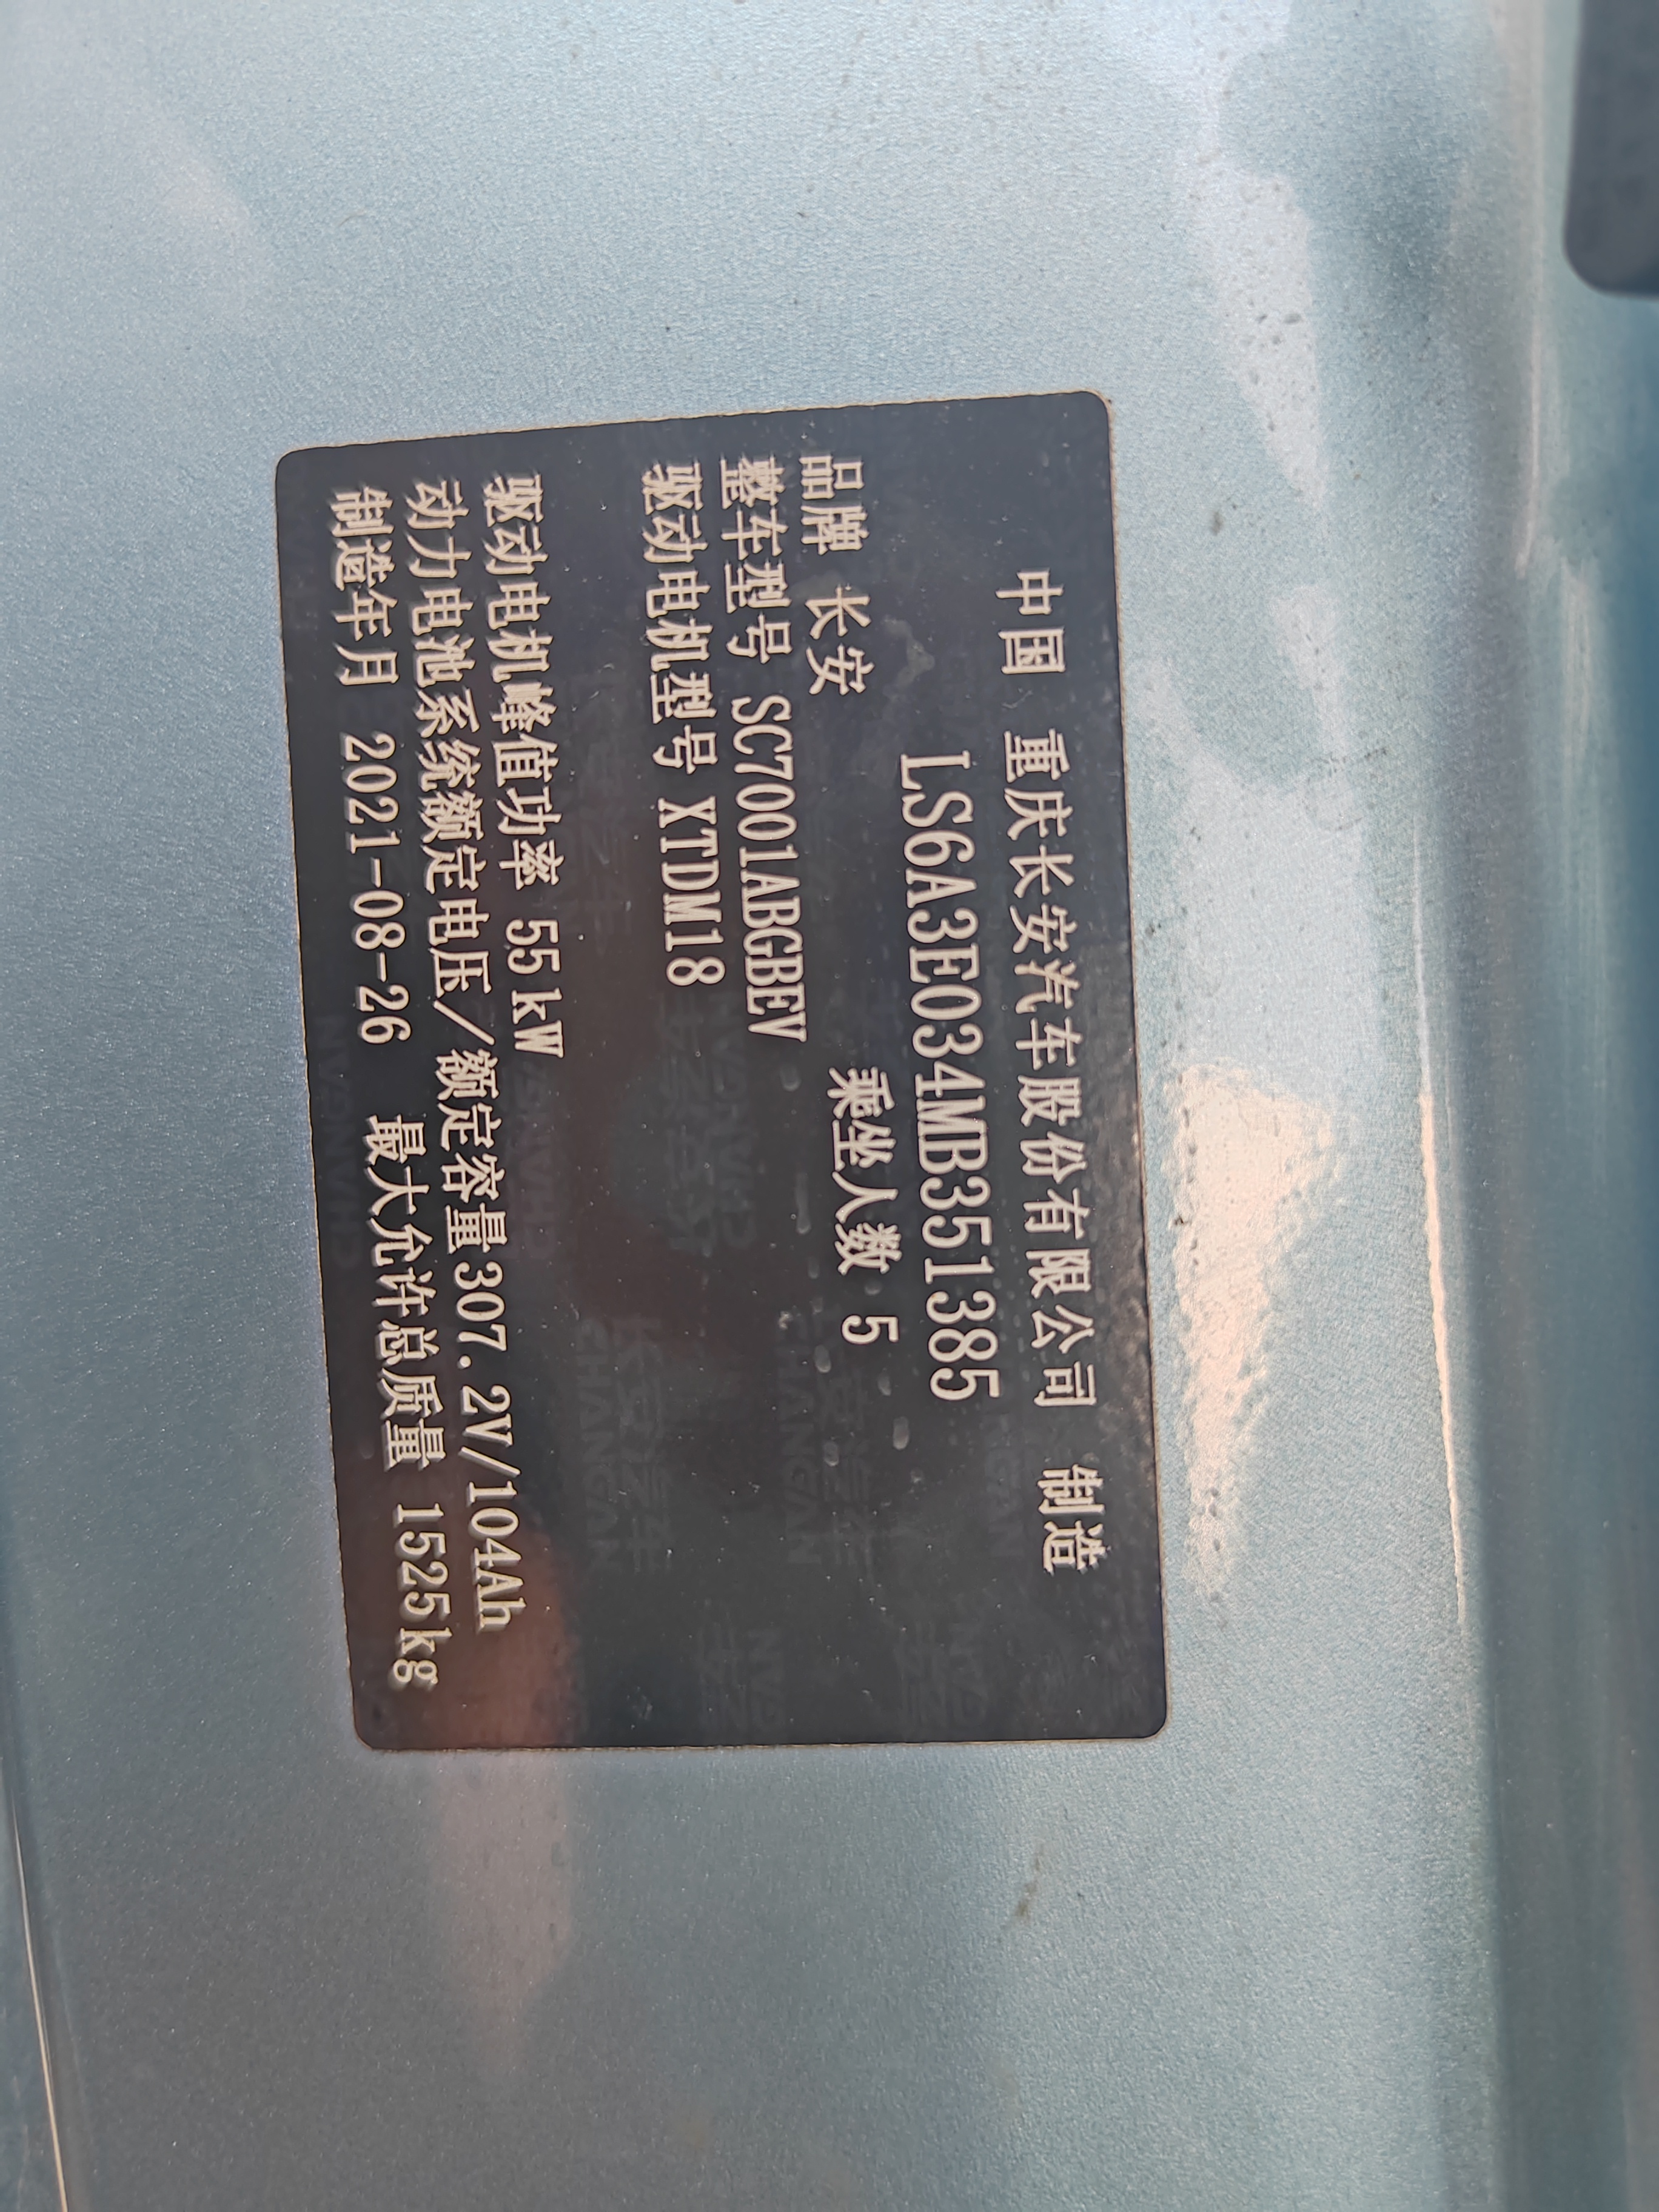 中国 重庆长安汽车股份有限公司 制造
LS6A3E034MB351385
品牌 长安 乘坐人数 5
整车型号 SC7001ABGBEV
驱动电机型号 XTDM18
驱动电机峰值功率 55kW
动力电池系统额定电压/额定容量307.2V/104Ah
制造年月 2021-08-26 最大允许总质量 1525kg